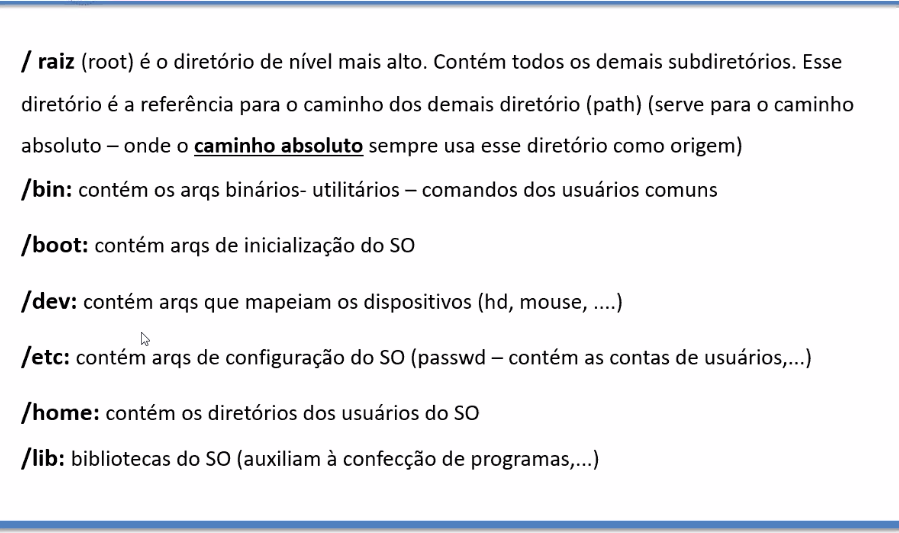 / raiz (root) é o diretório de nível mais alto. Contém todos os demais subdiretórios. Esse
diretório é a referência para o caminho dos demais diretório (path) (serve para o caminho
absoluto – onde o caminho absoluto sempre usa esse diretório como origem)
/bin: contém os arqs binários- utilitários – comandos dos usuários comuns
/boot: contém arqs de inicialização do SO
/dev: contém arqs que mapeiam os dispositivos (hd, mouse, ....)
/etc: contém arqs de configuração do SO (passwd – contém as contas de usuários,...)
/home: contém os diretórios dos usuários do SO
/lib: bibliotecas do SO (auxiliam à confecção de programas,...)